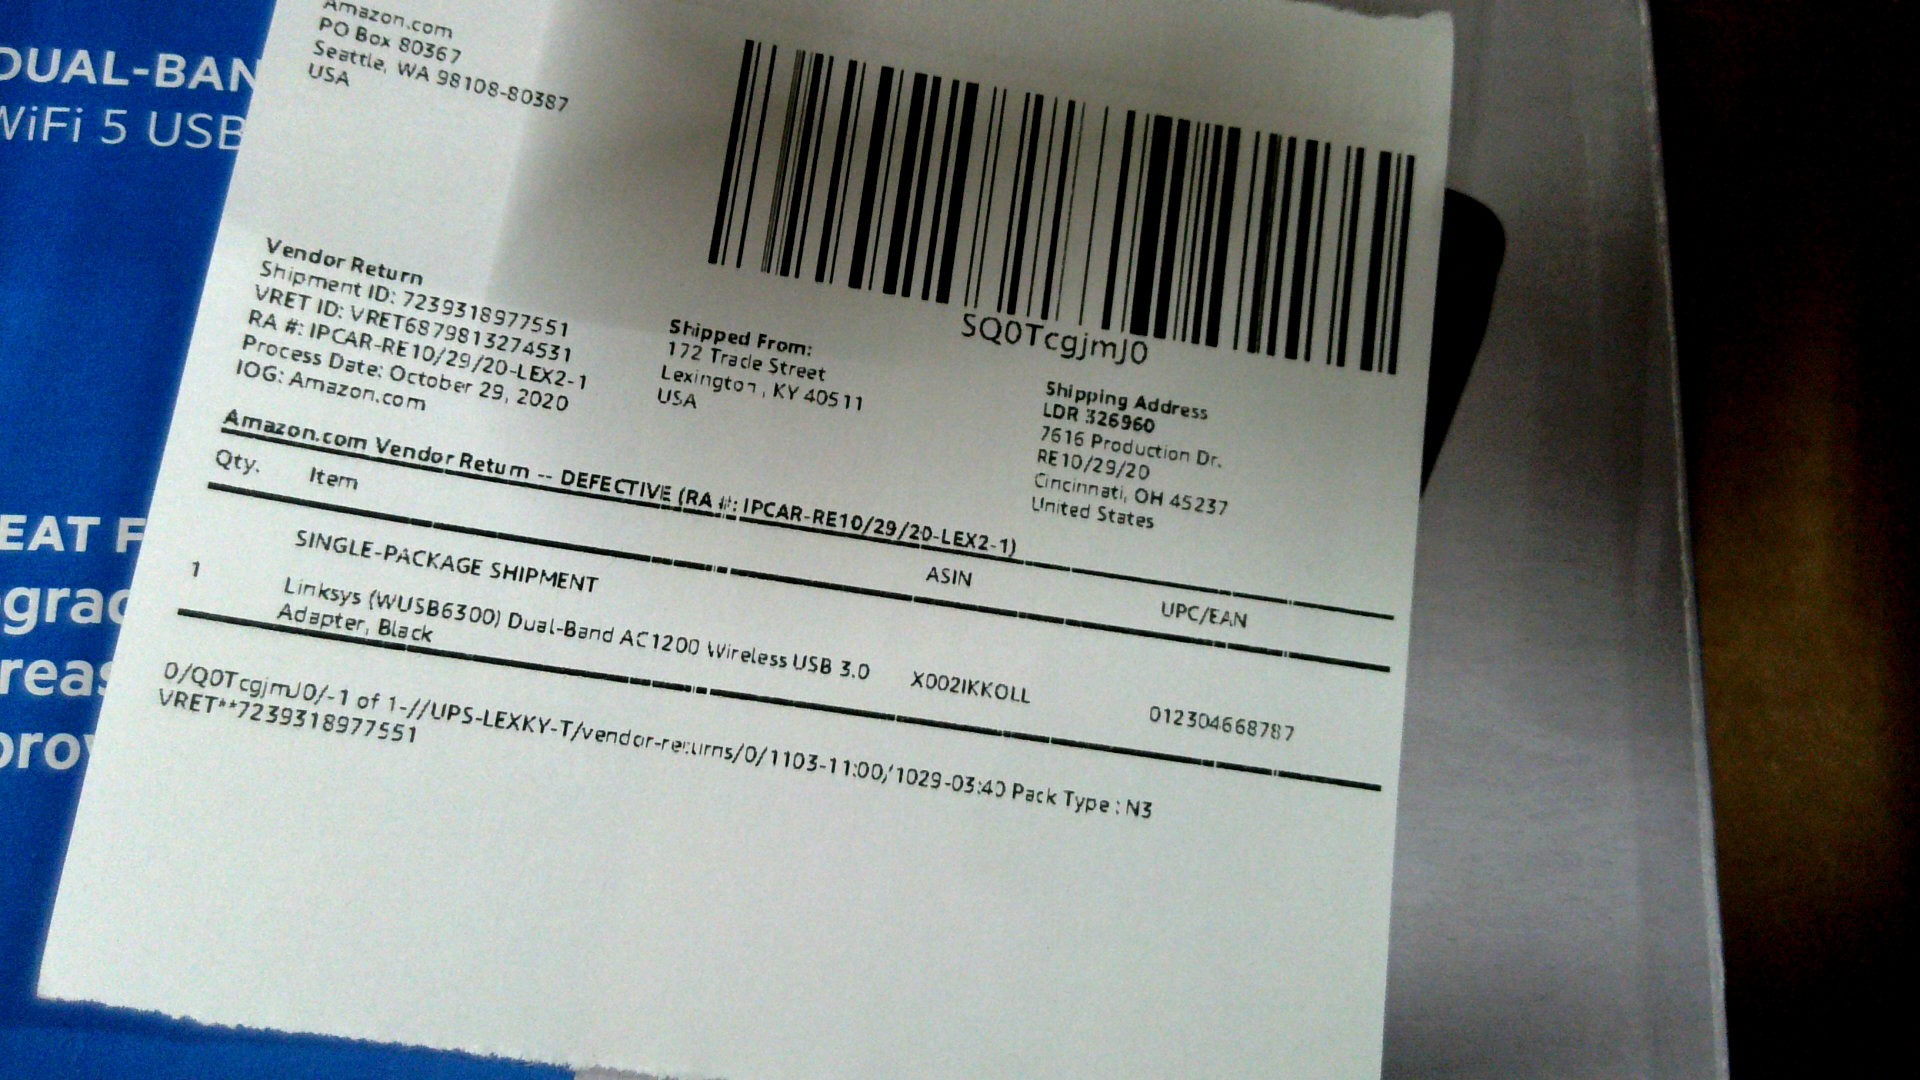 DUAL-BAN
WiFi 5 USB
EAT F
Amazon.com
PO Box 80367
Seattle, WA 98108-80387
USA
SQ0TcgjmJ0
Vendor Return
Shipment ID: 7239318977551
VRET ID: VRET6879813274531
RA #: IPCAR-RE10/29/20-LEX2-1
Process Date: October 29, 2020
IOG: Amazon.com
Shipped From:
172 Trade Street
Lexington, KY 40511
USA
Shipping Address
LDR 326960
7616 Production Dr.
RE10/29/20
Cincinnati, OH 45237
United States
Amazon.com Vendor Return -- DEFECTIVE (RA #: IPCAR-RE10/29/20-LEX2-1)
Qty. Item ASIN UPC/EAN
SINGLE-PACKAGE SHIPMENT
1 Linksys (WUSB6300) Dual-Band AC1200 Wireless USB 3.0 X002IKKOLL 012304668787
Adapter, Black
0/Q0TcgjmJ0/-1 of 1-//UPS-LEXKY-T/vendor-returns/0/1103-11:00/1029-03:40 Pack Type : N3
VRET**7239318977551